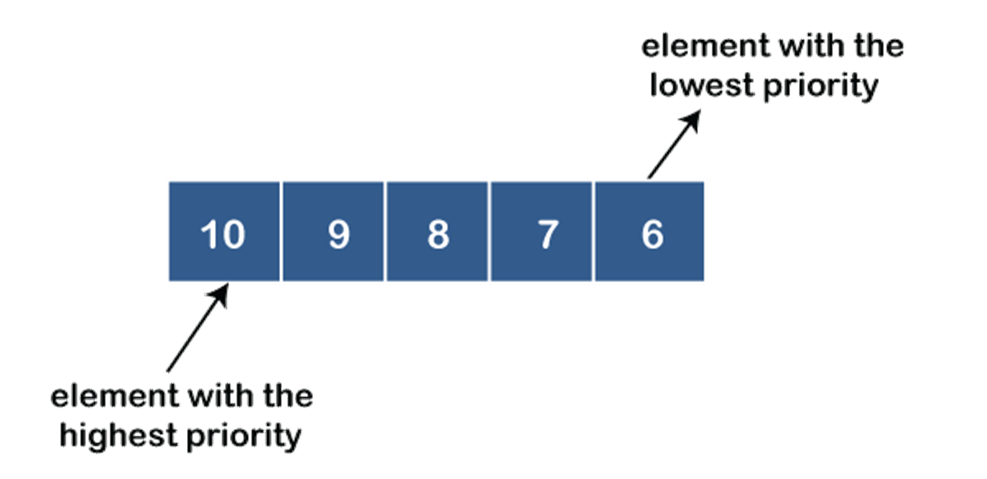 element with the
lowest priority
10 9 8 7 6
element with the
highest priority